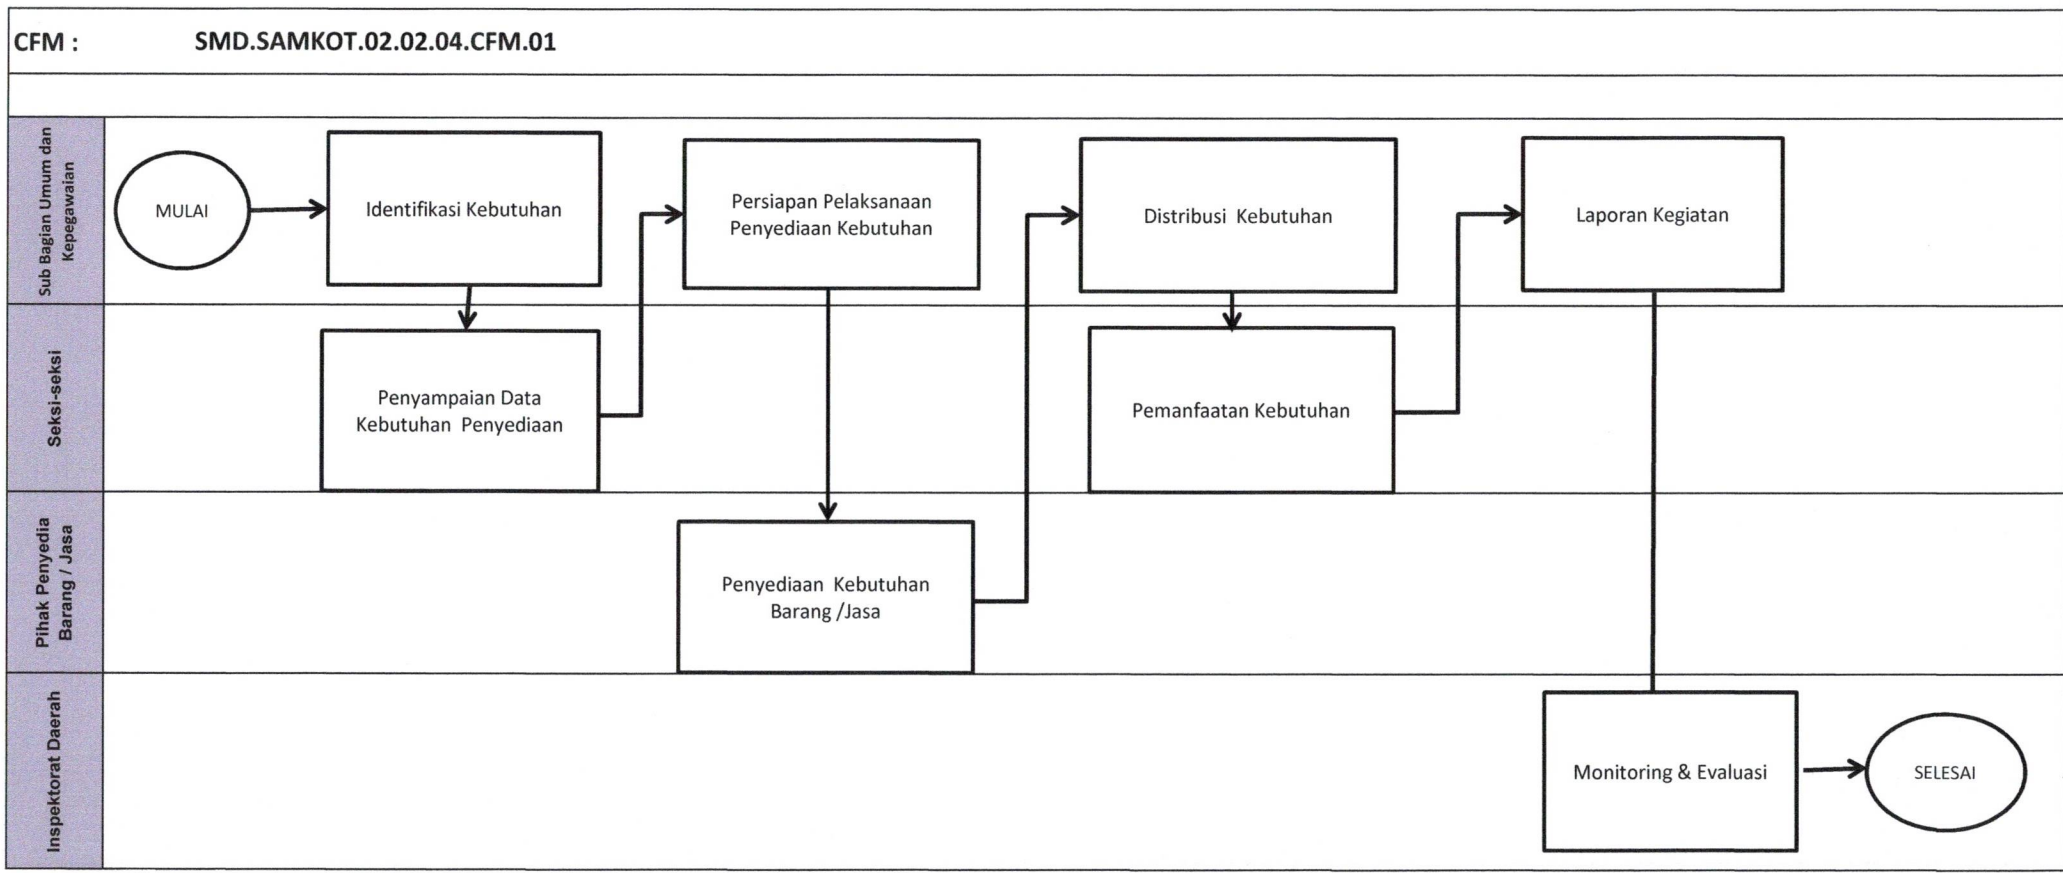 CFM : SMD.SAMKOT.02.02.04.CFM.01
Sub Bagian Umum dan
Kepegawaian
MULAI
Identifikasi Kebutuhan
Persiapan Pelaksanaan
Penyediaan Kebutuhan
Distribusi Kebutuhan
Laporan Kegiatan
Seksi-seksi
Penyampaian Data
Kebutuhan Penyediaan
Pemanfaatan Kebutuhan
Pihak Penyedia
Barang / Jasa
Penyediaan Kebutuhan
Barang /Jasa
Inspektorat Daerah
Monitoring & Evaluasi
SELESAI